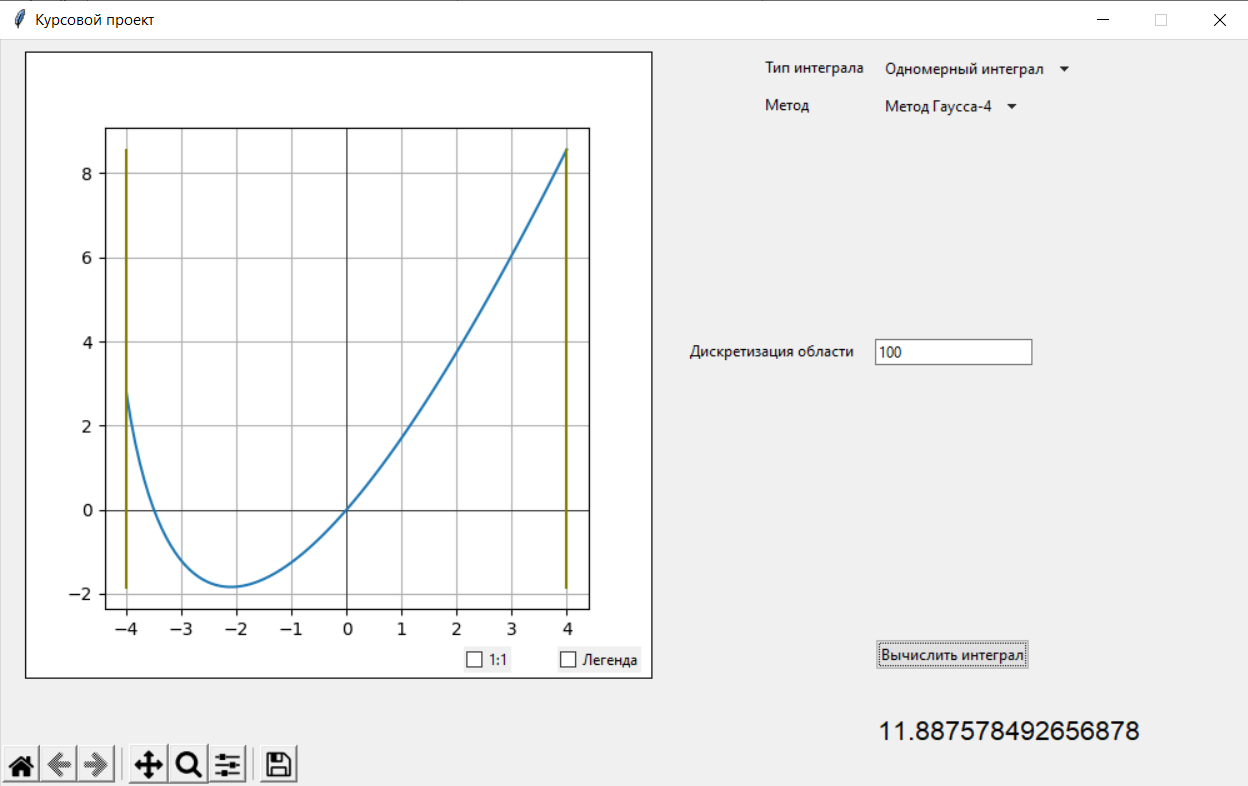 Курсовой проект
Тип интеграла Одномерный интеграл
Метод Метод Гаусса-4
8
6
4
2
0
−2
−4 −3 −2 −1 0 1 2 3 4
Дискретизация области 100
1:1 Легенда
Вычислить интеграл
11.887578492656878